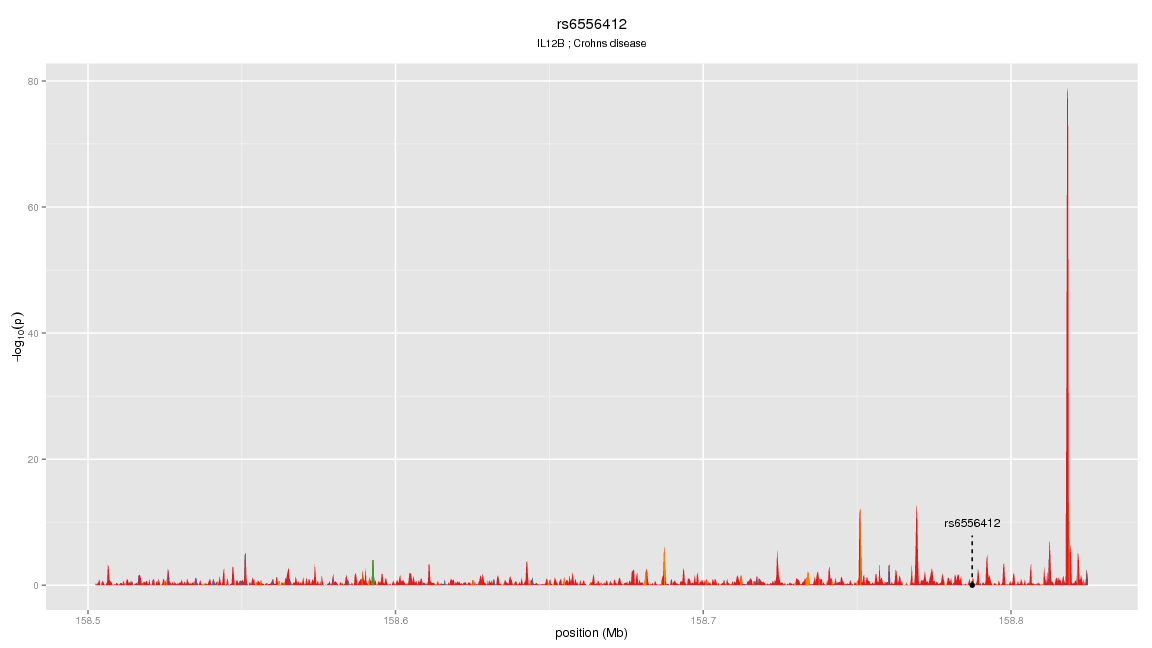 rs6556412
IL12B ; Crohns disease
80
60
40
20
0
−log10(p)
rs6556412
158.5
158.6
158.7
158.8
position (Mb)